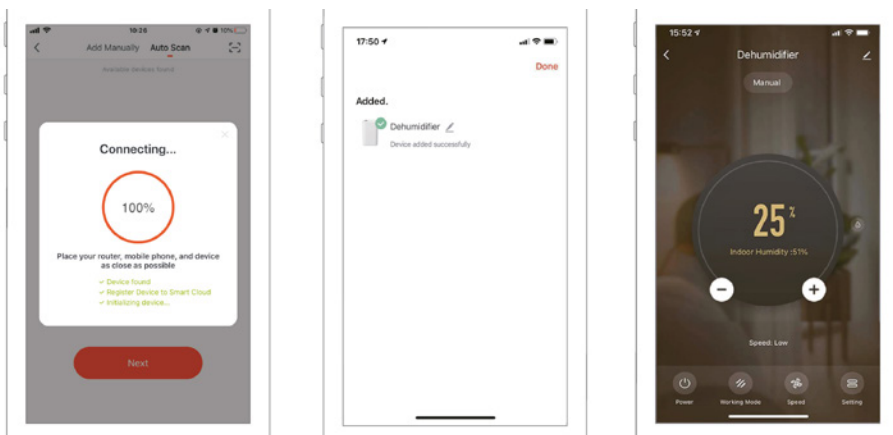 10:26
10%
Add Manually Auto Scan
Available devices found
Connecting...
100%
Place your router, mobile phone, and device
as close as possible
✓ Device found
✓ Register Device to Smart Cloud
✓ Initializing device...
Next
17:50
Done
Added.
Dehumidifier
Device added successfully
15:52
Dehumidifier
Manual
25 %
Indoor Humidity :51%
Speed: Low
Power Working Mode Speed Setting